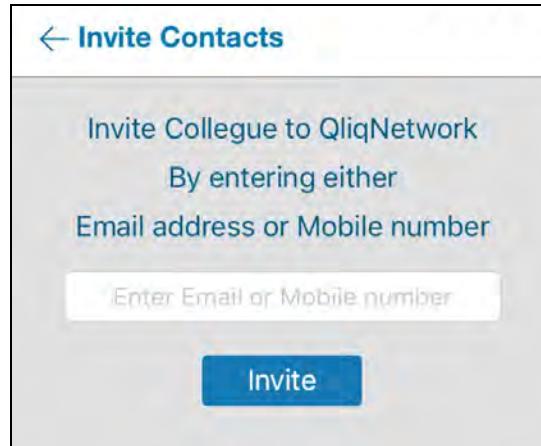 ← Invite Contacts
Invite Collegue to QliqNetwork
By entering either
Email address or Mobile number
Enter Email or Mobile number
Invite